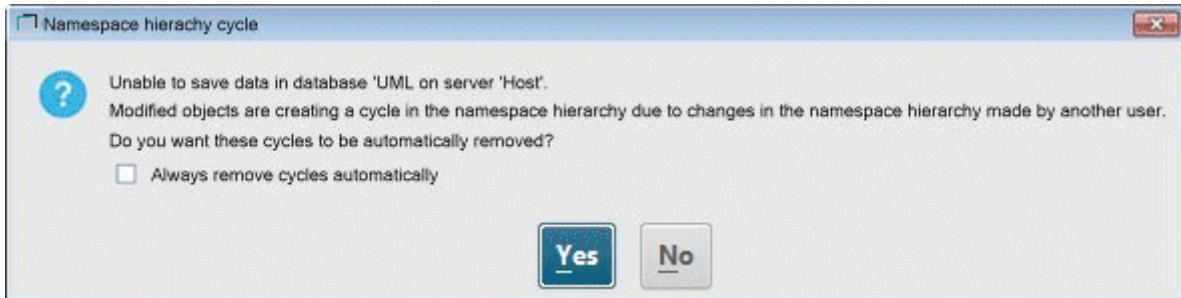 Namespace hierachy cycle
Unable to save data in database 'UML on server 'Host'.
Modified objects are creating a cycle in the namespace hierarchy due to changes in the namespace hierarchy made by another user.
Do you want these cycles to be automatically removed?
Always remove cycles automatically
Yes No